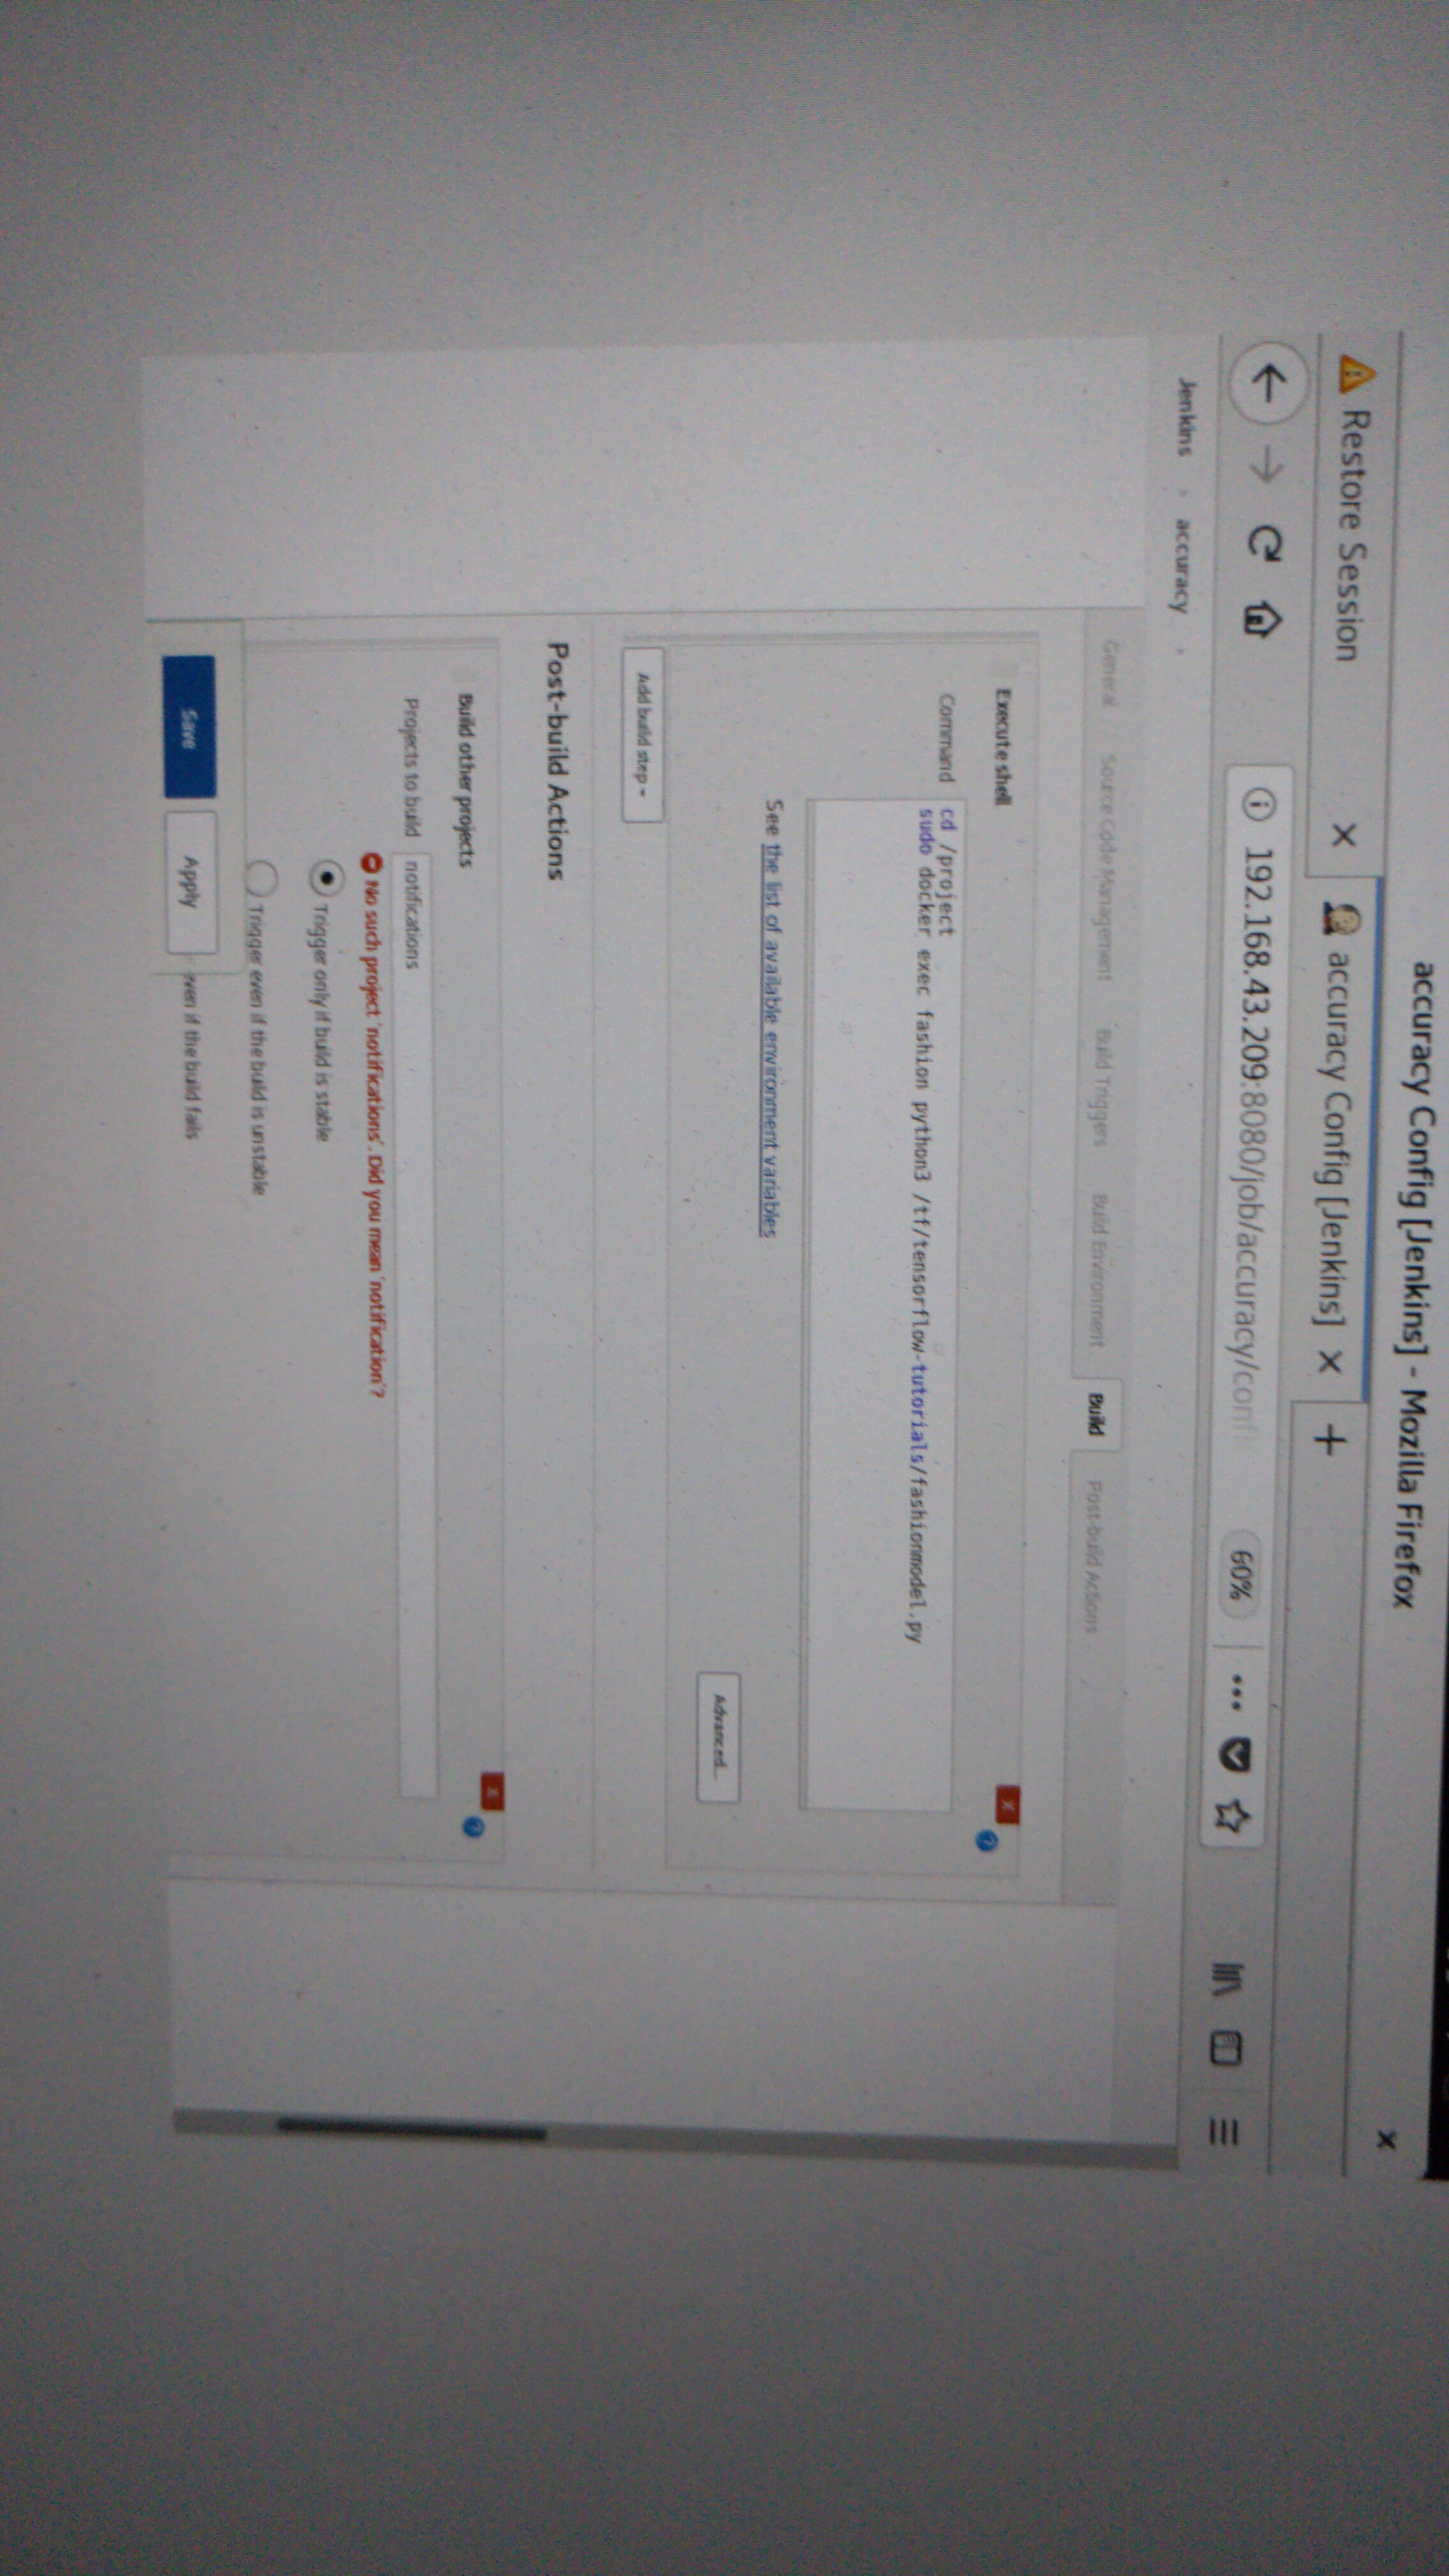 accuracy Config [Jenkins] - Mozilla Firefox
Restore Session
accuracy Config [Jenkins]
192.168.43.209:8080/job/accuracy/confi
60%
Jenkins
accuracy
General
Source Code Management
Build Triggers
Build Environment
Build
Post-build Actions
Execute shell
X
Command
cd /project
sudo docker exec fashion python3 /tf/tensorflow-tutorials/fashionmodel.py
See the list of available environment variables
Advanced...
Add build step
Post-build Actions
Build other projects
X
Projects to build
notifications
No such project 'notifications'. Did you mean 'notification'?
Trigger only if build is stable
Trigger even if the build is unstable
even if the build fails
Save
Apply